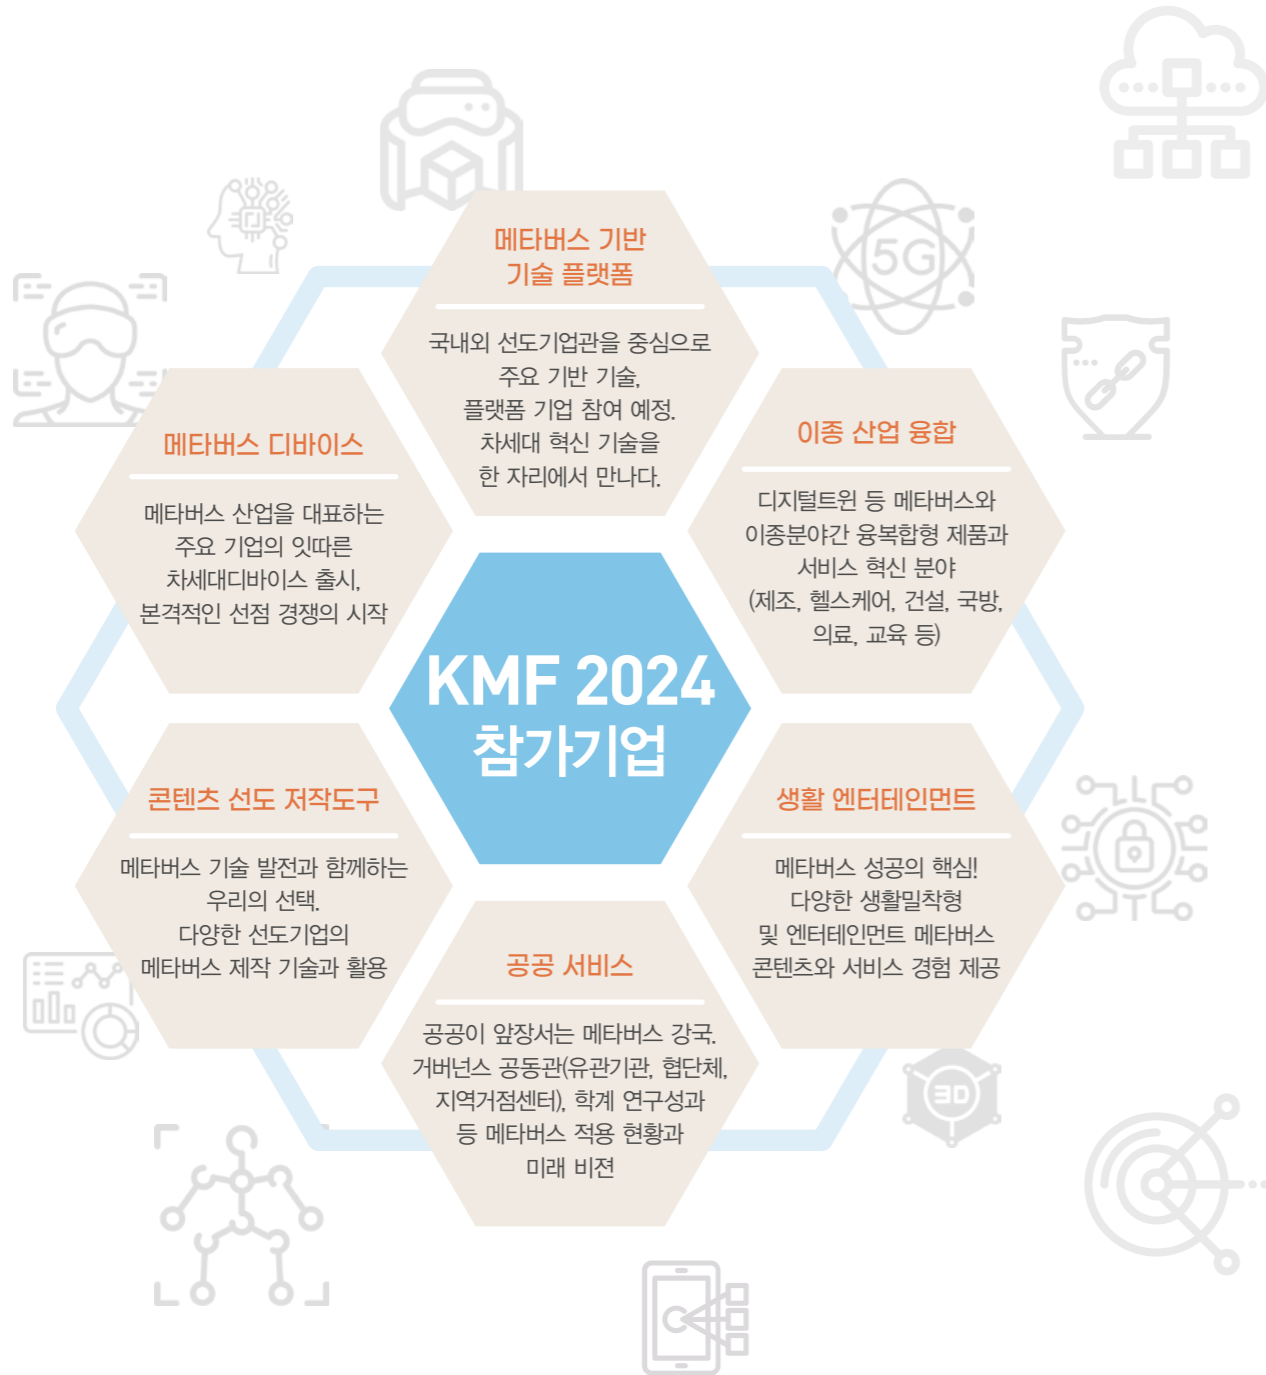 메타버스 기반
기술 플랫폼
국내외 선도기업관을 중심으로
주요 기반 기술,
플랫폼 기업 참여 예정.
차세대 혁신 기술을
한 자리에서 만나다.
5G
메타버스 디바이스
메타버스 산업을 대표하는
주요 기업의 잇따른
차세대디바이스 출시,
본격적인 선점 경쟁의 시작
이종 산업 융합
디지털트윈 등 메타버스와
이종분야간 융복합형 제품과
서비스 혁신 분야
(제조, 헬스케어, 건설, 국방,
의료, 교육 등)
KMF 2024
참가기업
콘텐츠 선도 저작도구
메타버스 기술 발전과 함께하는
우리의 선택.
다양한 선도기업의
메타버스 제작 기술과 활용
생활 엔터테인먼트
메타버스 성공의 핵심!
다양한 생활밀착형
및 엔터테인먼트 메타버스
콘텐츠와 서비스 경험 제공
공공 서비스
공공이 앞장서는 메타버스 강국.
거버넌스 공동관(유관기관, 협단체,
지역거점센터), 학계 연구성과
등 메타버스 적용 현황과
미래 비젼
3D